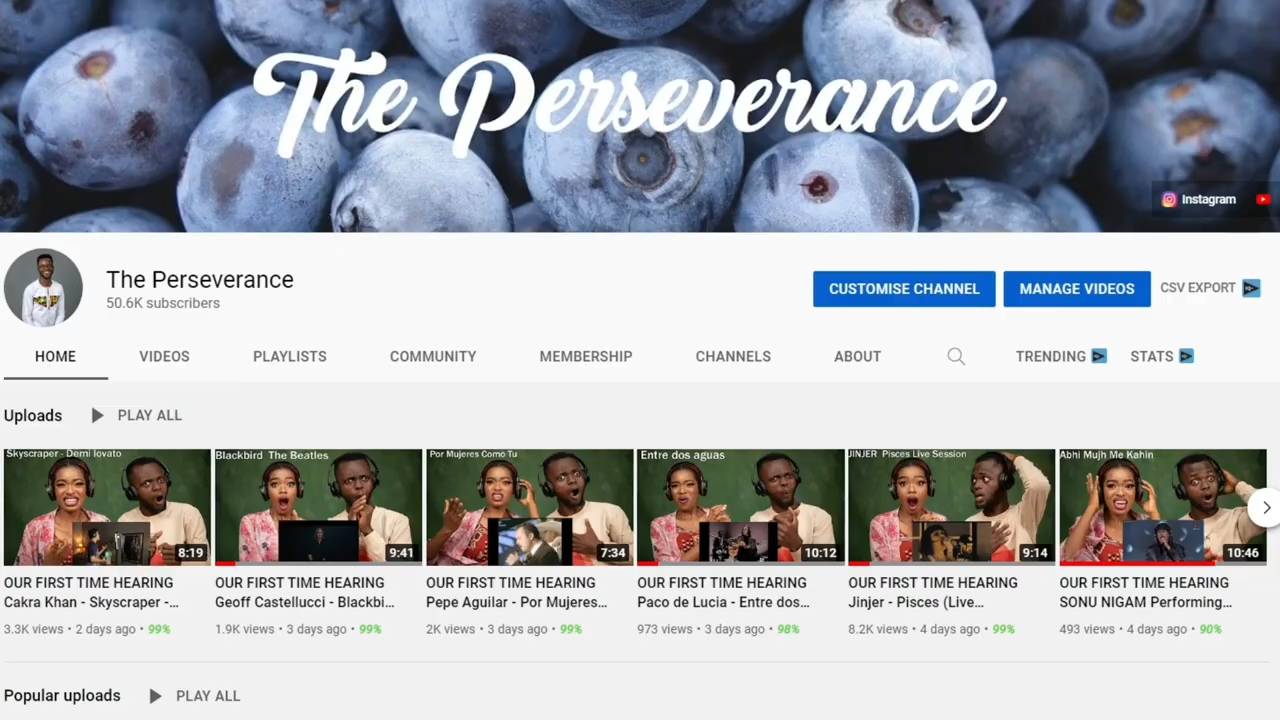 The Perseverance
Instagram
The Perseverance
50.6K subscribers
CUSTOMISE CHANNEL
MANAGE VIDEOS
CSV EXPORT
HOME
VIDEOS
PLAYLISTS
COMMUNITY
MEMBERSHIP
CHANNELS
ABOUT
TRENDING
STATS
Uploads
PLAY ALL
Skyscraper - Demi lovato
8:19
OUR FIRST TIME HEARING
Cakra Khan - Skyscraper -...
3.3K views • 2 days ago • 99%
Blackbird The Beatles
9:41
OUR FIRST TIME HEARING
Geoff Castellucci - Blackbi...
1.9K views • 3 days ago • 99%
Por Mujeres Como Tu
7:34
OUR FIRST TIME HEARING
Pepe Aguilar - Por Mujeres...
2K views • 3 days ago • 99%
Entre dos aguas
10:12
OUR FIRST TIME HEARING
Paco de Lucia - Entre dos...
973 views • 3 days ago • 98%
JINJER Pisces Live Session
9:14
OUR FIRST TIME HEARING
Jinjer - Pisces (Live...
8.2K views • 4 days ago • 99%
Abhi Mujh Me Kahin
10:46
OUR FIRST TIME HEARING
SONU NIGAM Performing...
493 views • 4 days ago • 90%
Popular uploads
PLAY ALL